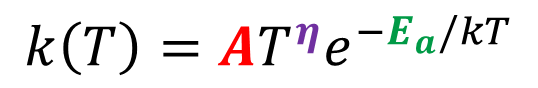 k(T) = AT^η e^{-E_a/kT}